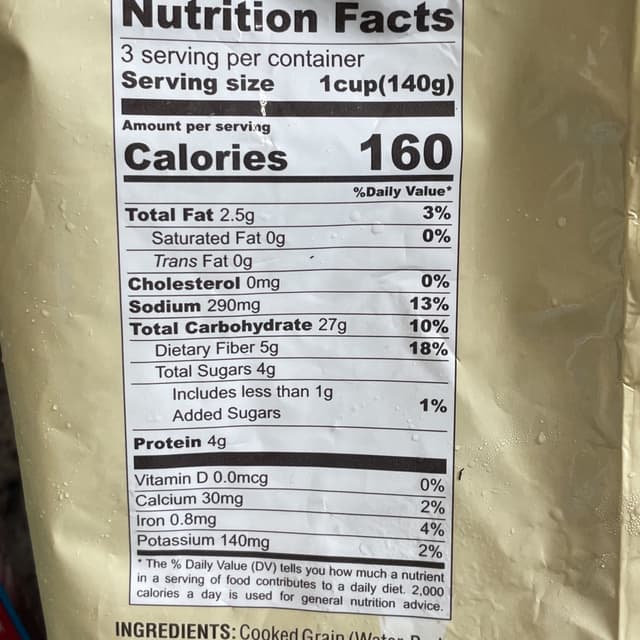 Nutrition Facts
3 serving per container
Serving size 1cup(140g)
Amount per serving
Calories 160
%Daily Value*
Total Fat 2.5g 3%
Saturated Fat 0g 0%
Trans Fat 0g
Cholesterol 0mg 0%
Sodium 290mg 13%
Total Carbohydrate 27g 10%
Dietary Fiber 5g 18%
Total Sugars 4g
Includes less than 1g
Added Sugars 1%
Protein 4g
Vitamin D 0.0mcg 0%
Calcium 30mg 2%
Iron 0.8mg 4%
Potassium 140mg 2%
* The % Daily Value (DV) tells you how much a nutrient
in a serving of food contributes to a daily diet. 2,000
calories a day is used for general nutrition advice.
INGREDIENTS: Cooked Grain (Water